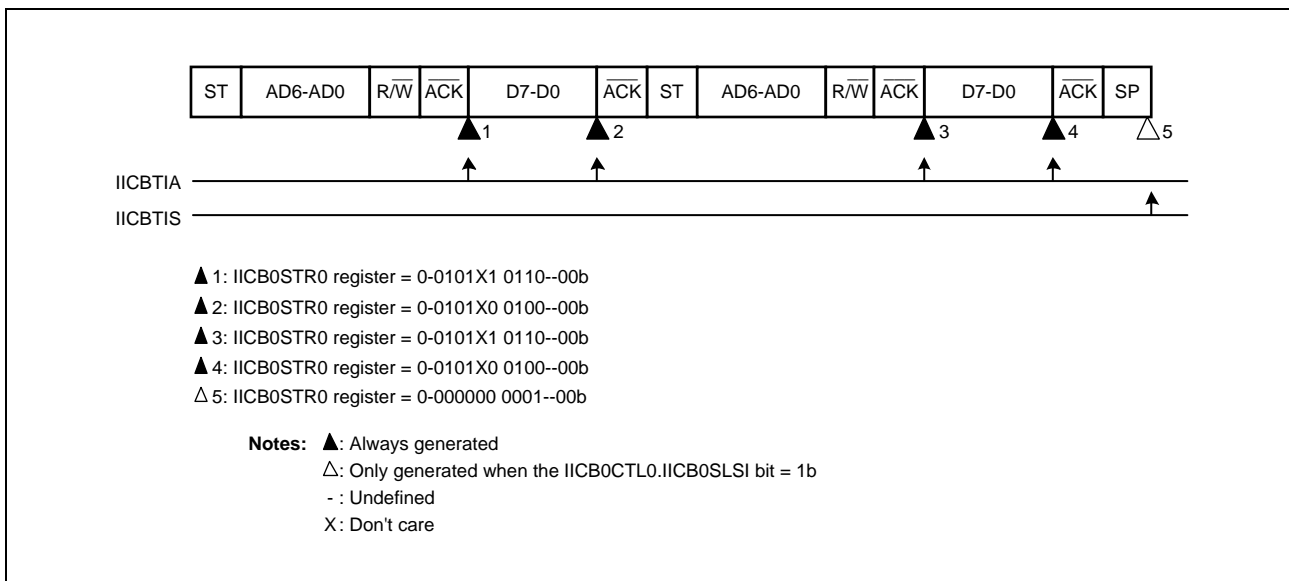 ST AD6-AD0 R/W ACK D7-D0 ACK ST AD6-AD0 R/W ACK D7-D0 ACK SP
▲1 ▲2 ▲3 ▲4 △5
IICBTIA
IICBTIS
▲1: IICB0STR0 register = 0-0101X1 0110--00b
▲2: IICB0STR0 register = 0-0101X0 0100--00b
▲3: IICB0STR0 register = 0-0101X1 0110--00b
▲4: IICB0STR0 register = 0-0101X0 0100--00b
△5: IICB0STR0 register = 0-000000 0001--00b
Notes: ▲: Always generated
△: Only generated when the IICB0CTL0.IICB0SLSI bit = 1b
- : Undefined
X: Don't care